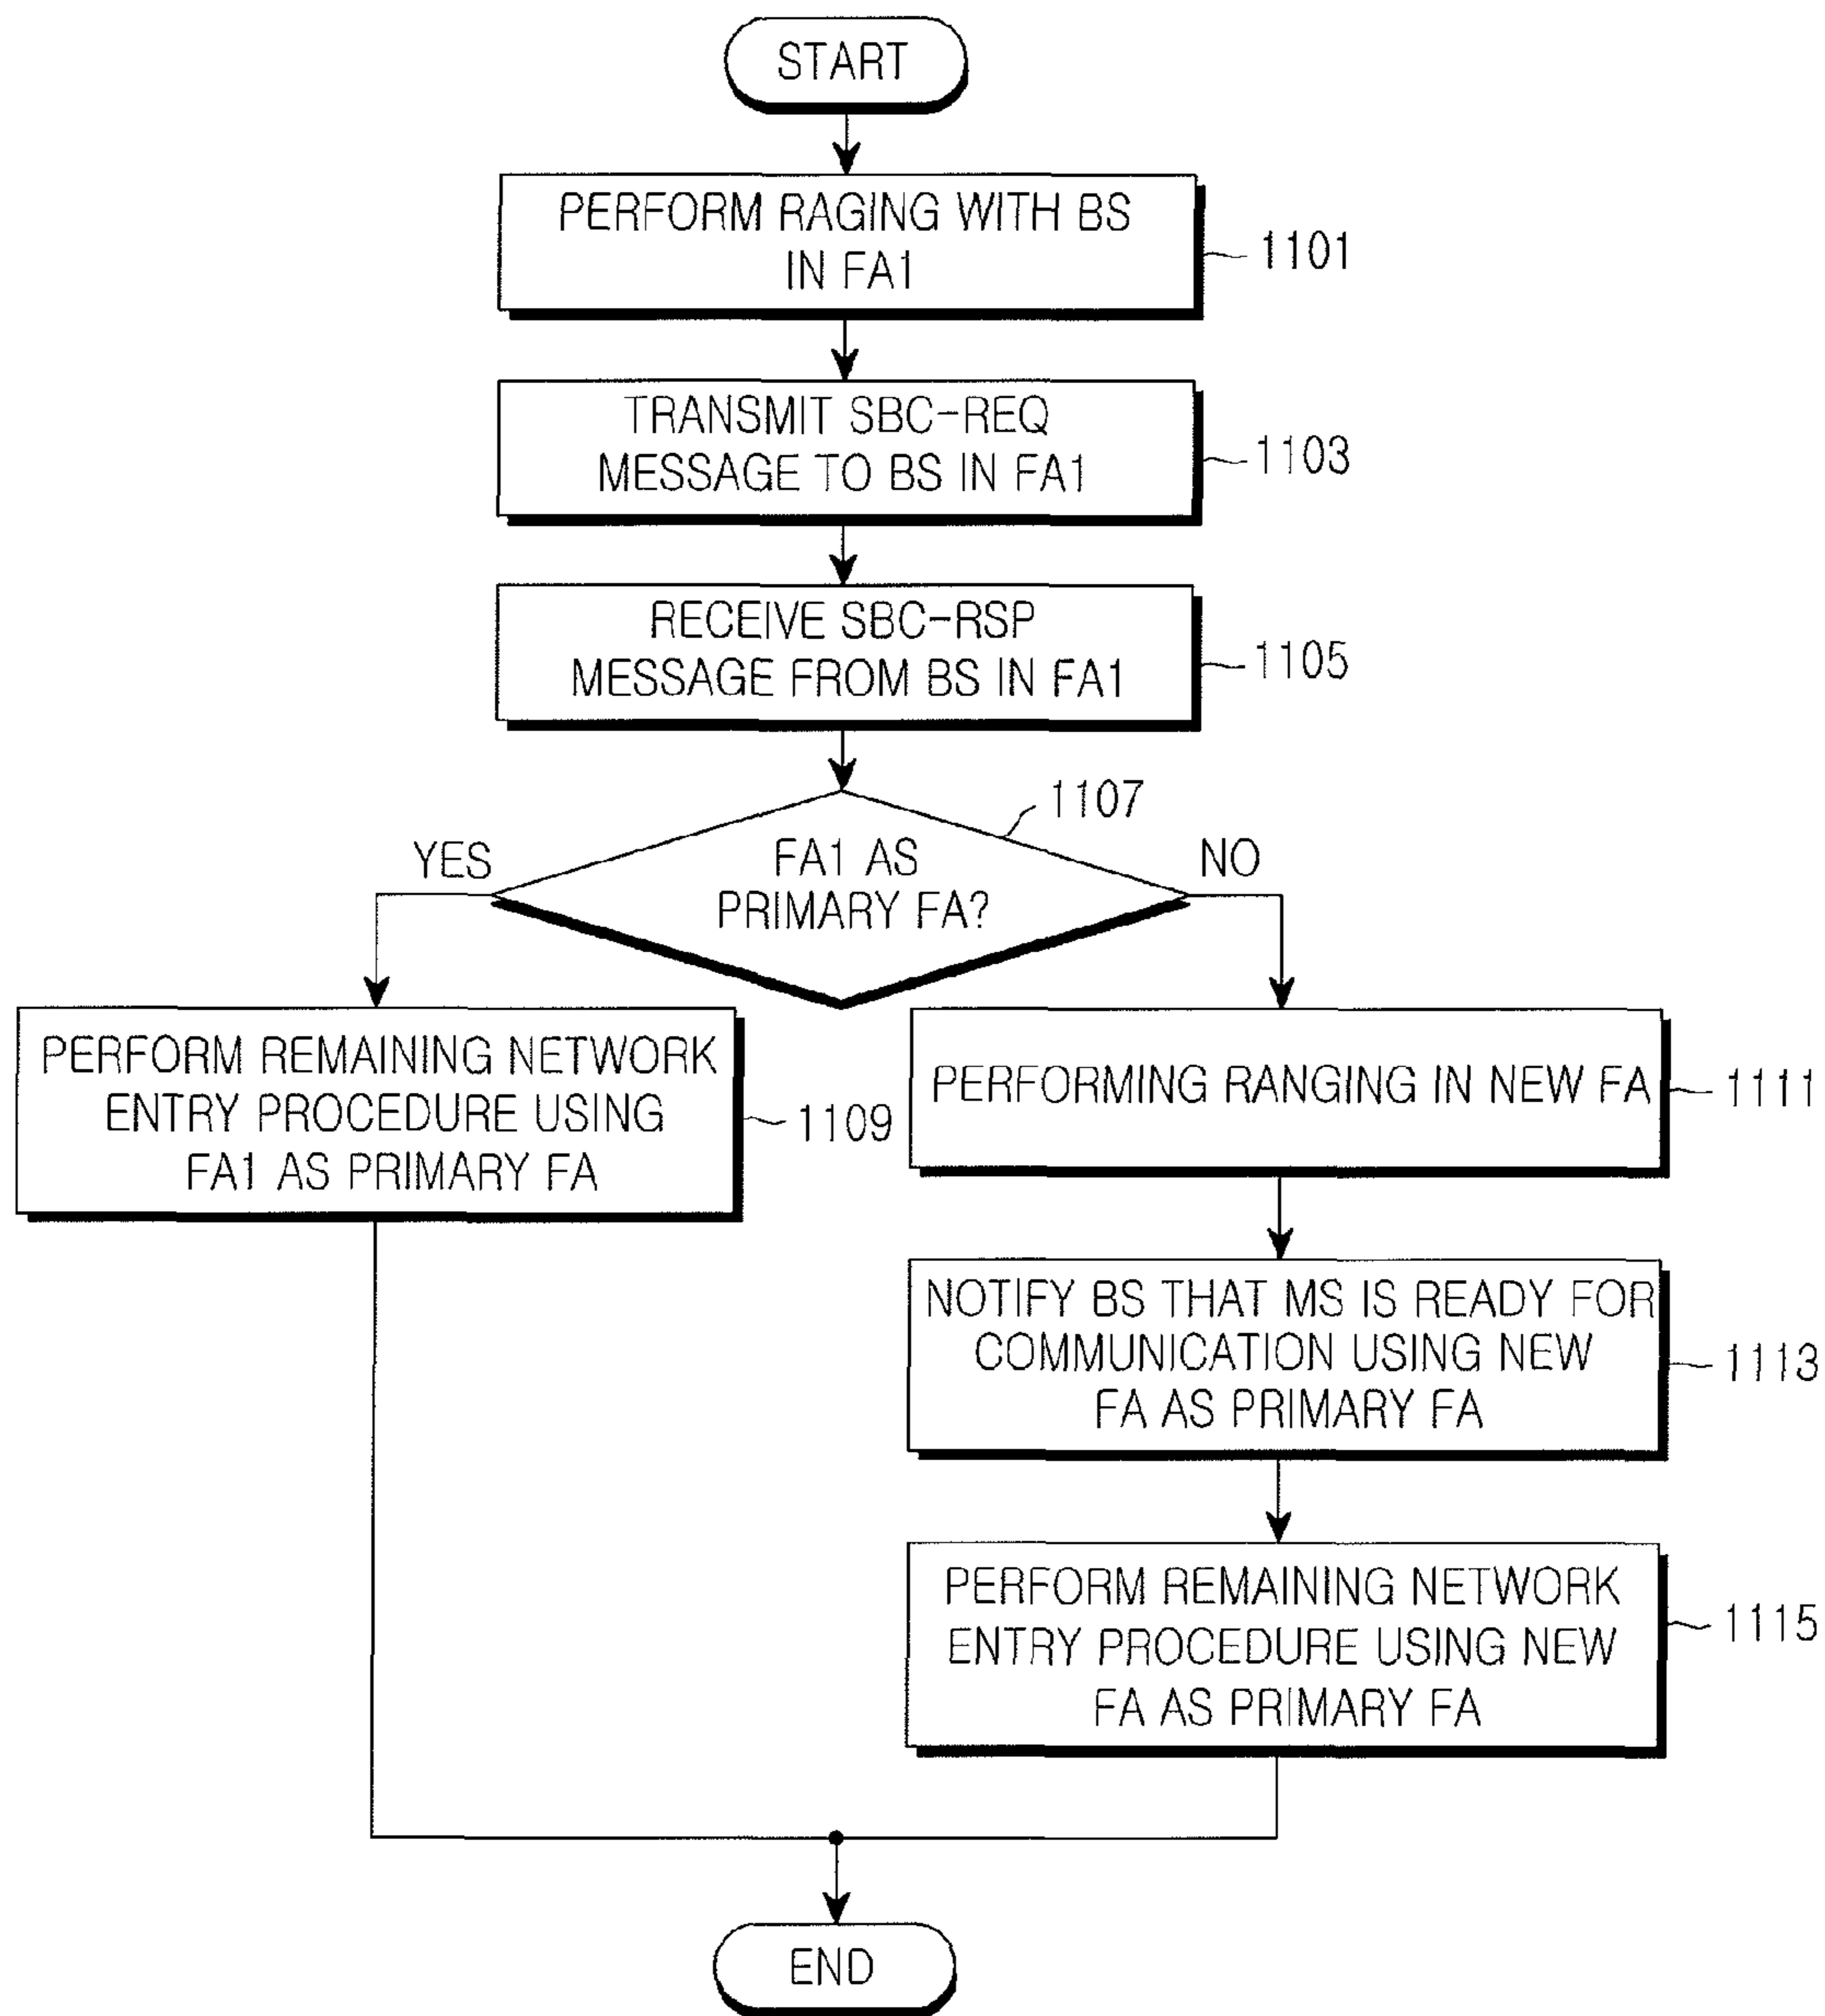 START
PERFORM RAGING WITH BS
IN FA1
1101
TRANSMIT SBC-REQ
MESSAGE TO BS IN FA1
1103
RECEIVE SBC-RSP
MESSAGE FROM BS IN FA1
1105
1107
YES
FA1 AS
PRIMARY FA?
NO
PERFORM REMAINING NETWORK
ENTRY PROCEDURE USING
FA1 AS PRIMARY FA
1109
PERFORMING RANGING IN NEW FA
1111
NOTIFY BS THAT MS IS READY FOR
COMMUNICATION USING NEW
FA AS PRIMARY FA
1113
PERFORM REMAINING NETWORK
ENTRY PROCEDURE USING NEW
FA AS PRIMARY FA
1115
END